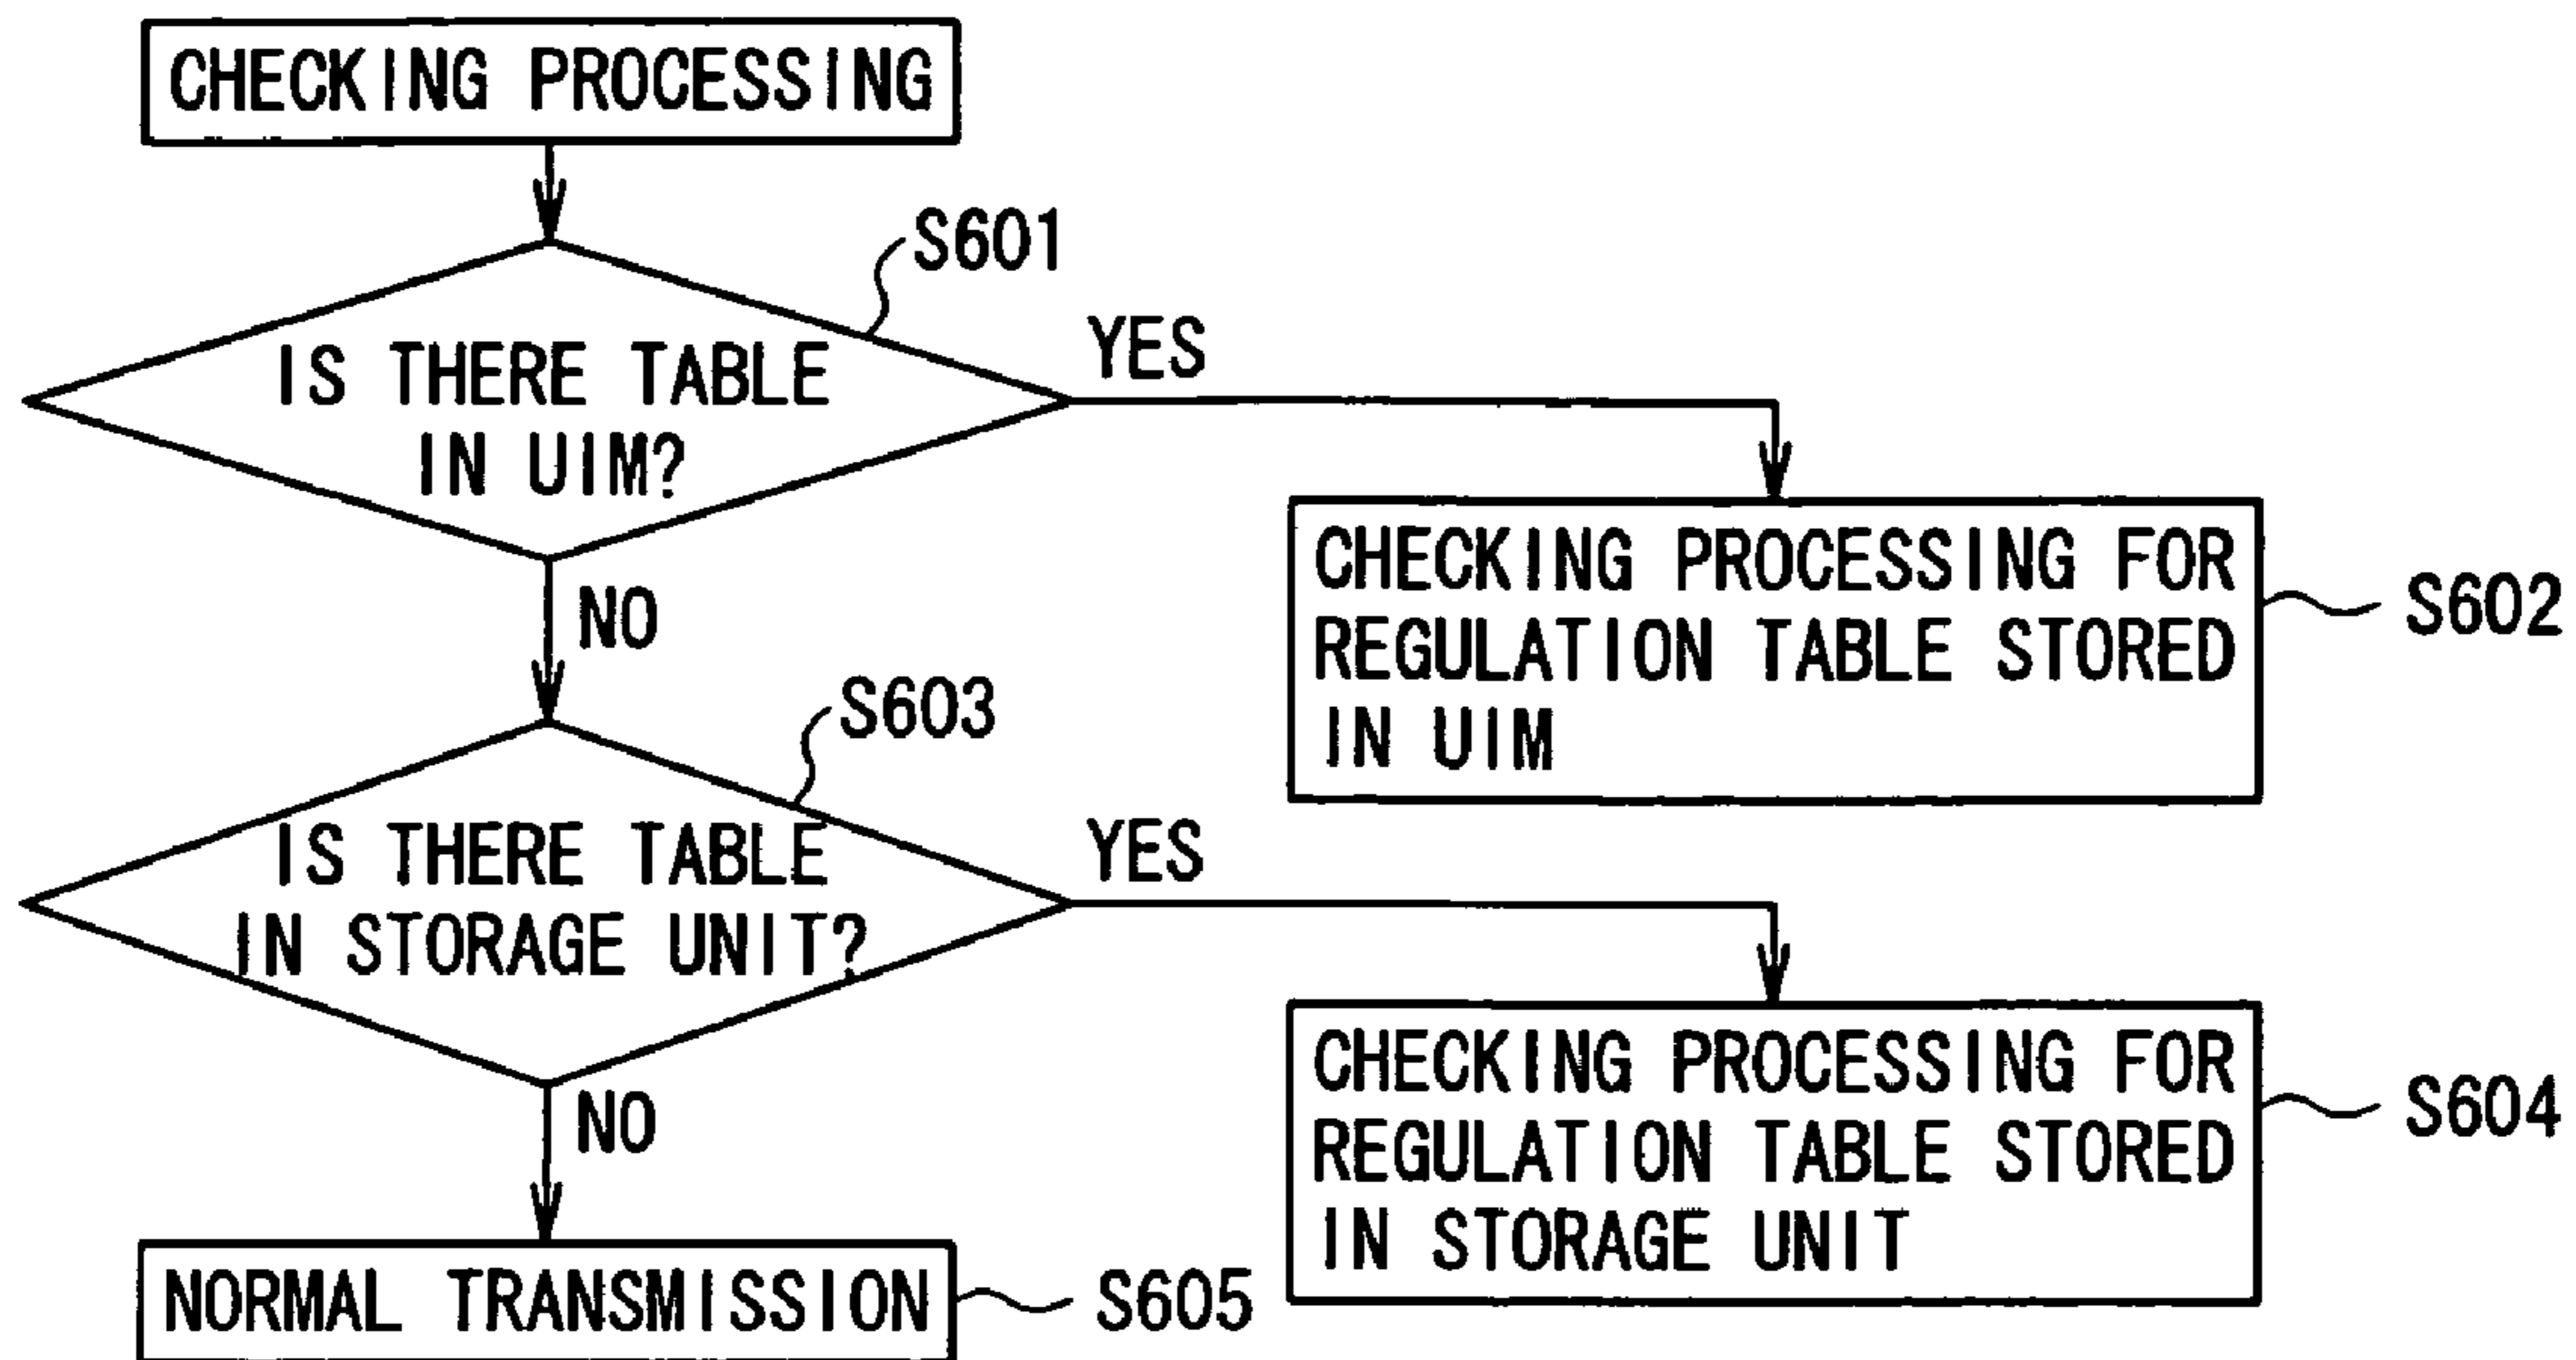 CHECKING PROCESSING
S601
IS THERE TABLE
IN UIM?
YES
CHECKING PROCESSING FOR
REGULATION TABLE STORED
IN UIM
S602
NO
S603
IS THERE TABLE
IN STORAGE UNIT?
YES
CHECKING PROCESSING FOR
REGULATION TABLE STORED
IN STORAGE UNIT
S604
NO
NORMAL TRANSMISSION
S605